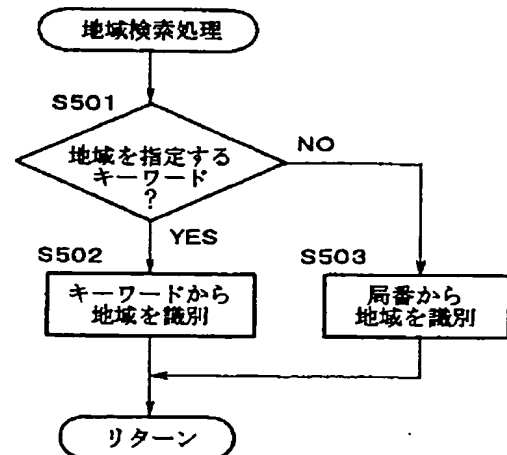 地域検索処理
S501
地域を指定する
キーワード
?
NO
YES
S502
キーワードから
地域を識別
S503
局番から
地域を識別
リターン